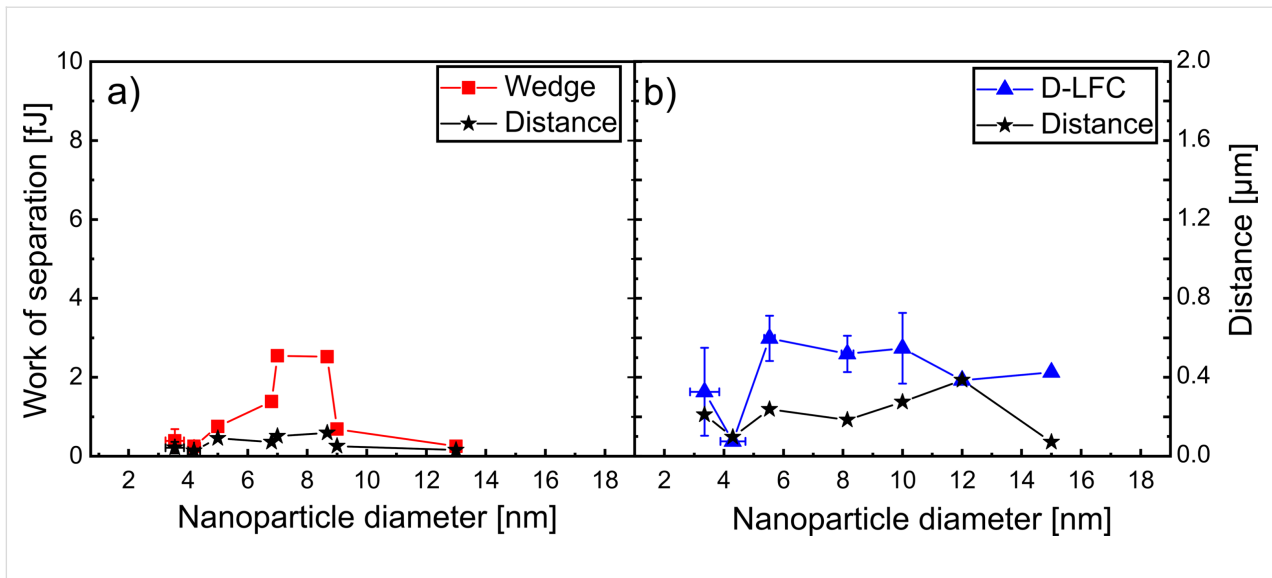 a)
Wedge
Distance
Work of separation [fJ]
10
8
6
4
2
0
2 4 6 8 10 12 14 16 18
Nanoparticle diameter [nm]
b)
D-LFC
Distance
2 4 6 8 10 12 14 16 18
Nanoparticle diameter [nm]
2.0
1.6
1.2
0.8
0.4
0.0
Distance [µm]